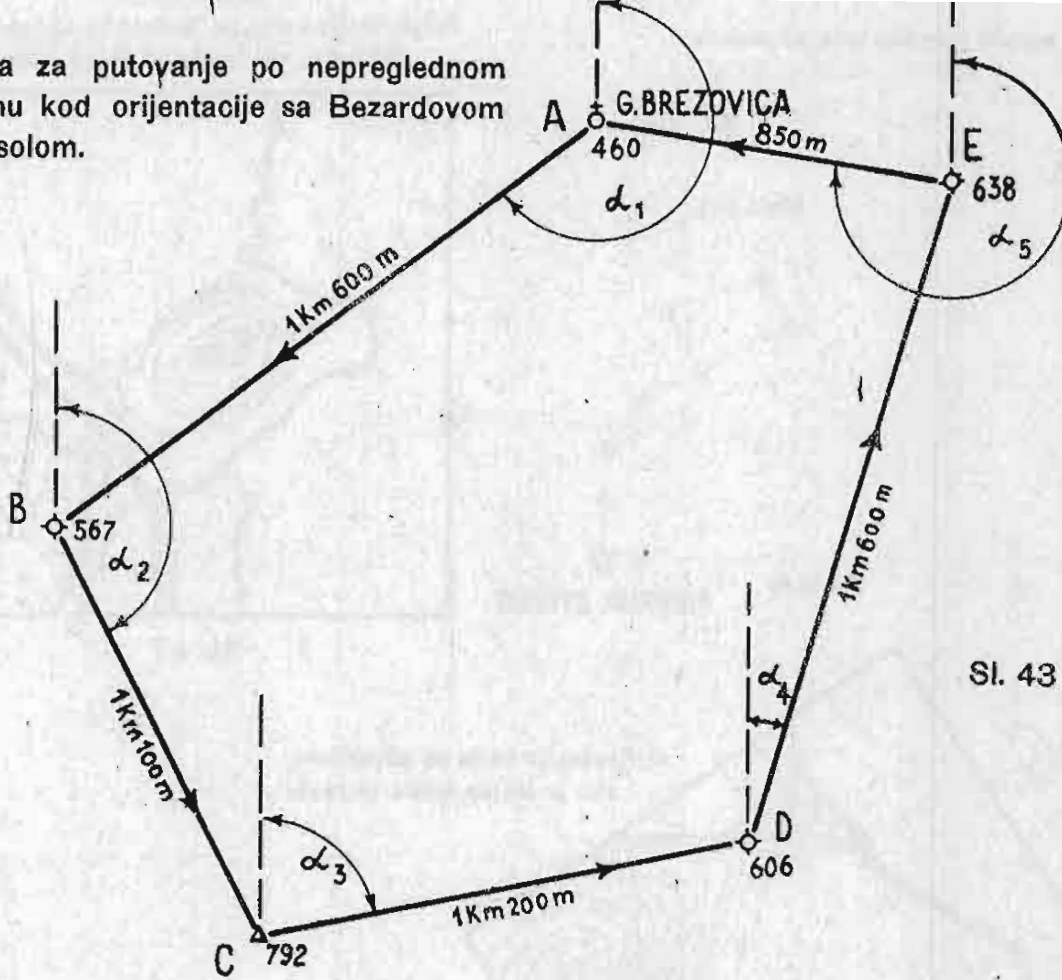 a za putovanje po nepreglednom
nu kod orijentacije sa Bezardovom
solom.
A G.BREZOVICA
460
850 m
E
638
α₁
α₅
1Km 600 m
B
567
α₂
1Km 600 m
α₄
Sl. 43
1Km 100 m
α₃
D
606
1Km 200 m
C 792